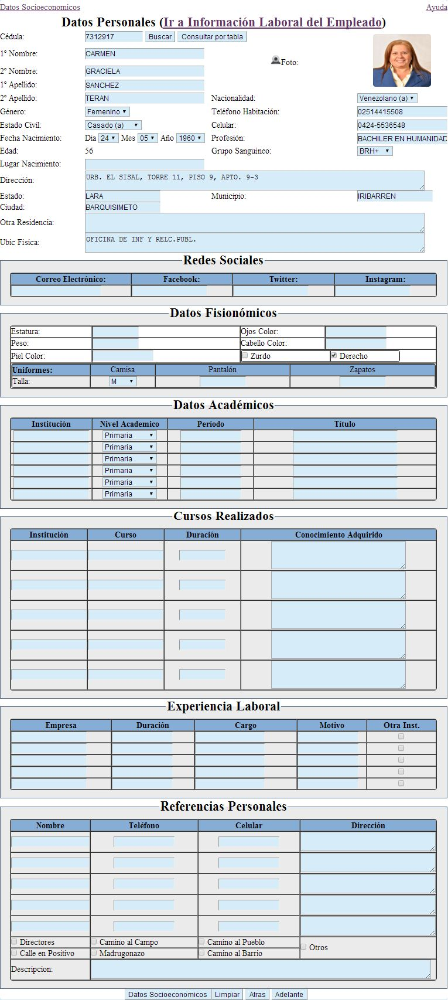 Datos Socioeconomicos Ayuda
Datos Personales (Ir a Información Laboral del Empleado)
Cédula: 7312917 Buscar Consultar por tabla
1º Nombre: CARMEN
Foto:
2º Nombre: GRACIELA
1º Apellido: SANCHEZ
2º Apellido: TERAN Nacionalidad: Venezolano (a)
Género: Femenino Teléfono Habitación: 02514415508
Estado Civil: Casado (a) Celular: 0424-5536548
Fecha Nacimiento: Dia 24 Mes 05 Año 1960 Profesión: BACHILER EN HUMANIDAD
Edad: 56 Grupo Sanguineo: BRH+
Lugar Nacimiento:
Dirección: URB. EL SISAL, TORRE 11, PISO 9, APTO. 9-3
Estado: LARA Municipio: IRIBARREN
Ciudad: BARQUISIMETO
Otra Residencia:
Ubic Fisica: OFICINA DE INF Y RELC.PUBL.
Redes Sociales
Correo Electrónico: Facebook: Twitter: Instagram:
Datos Fisionómicos
Estatura: Ojos Color:
Peso: Cabello Color:
Piel Color: Zurdo Derecho
Uniformes: Camisa Pantalón Zapatos
Talla: M
Datos Académicos
Institución Nivel Academico Período Título
Primaria
Primaria
Primaria
Primaria
Primaria
Primaria
Cursos Realizados
Institución Curso Duración Conocimiento Adquirido
Experiencia Laboral
Empresa Duración Cargo Motivo Otra Inst.
Referencias Personales
Nombre Teléfono Celular Dirección
Directores Camino al Campo Camino al Pueblo Otros
Calle en Positivo Madrugonazo Camino al Barrio
Descripcion:
Datos Socioeconomicos Limpiar Atras Adelante